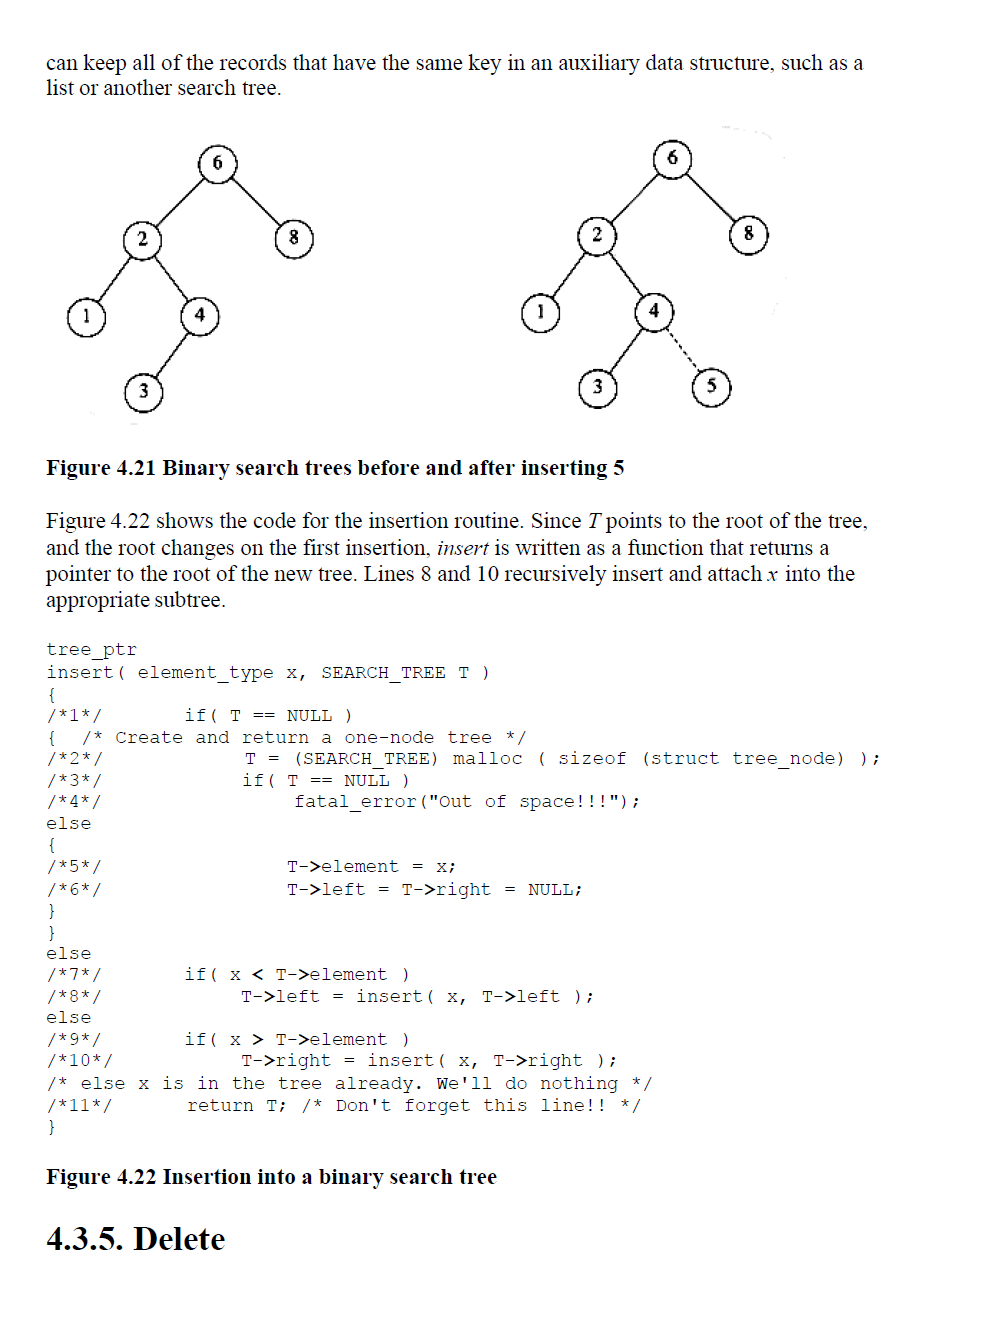 can keep all of the records that have the same key in an auxiliary data structure, such as a
list or another search tree.
6
2
8
1
4
3
6
2
8
1
4
3
5
Figure 4.21 Binary search trees before and after inserting 5
Figure 4.22 shows the code for the insertion routine. Since T points to the root of the tree,
and the root changes on the first insertion, insert is written as a function that returns a
pointer to the root of the new tree. Lines 8 and 10 recursively insert and attach x into the
appropriate subtree.
tree_ptr
insert( element_type x, SEARCH_TREE T )
{
/*1*/ if( T == NULL )
{ /* Create and return a one-node tree */
/*2*/ T = (SEARCH_TREE) malloc ( sizeof (struct tree_node) );
/*3*/ if( T == NULL )
/*4*/ fatal_error("Out of space!!!");
else
{
/*5*/ T->element = x;
/*6*/ T->left = T->right = NULL;
}
}
else
/*7*/ if( x < T->element )
/*8*/ T->left = insert( x, T->left );
else
/*9*/ if( x > T->element )
/*10*/ T->right = insert( x, T->right );
/* else x is in the tree already. We'll do nothing */
/*11*/ return T; /* Don't forget this line!! */
}
Figure 4.22 Insertion into a binary search tree
4.3.5. Delete